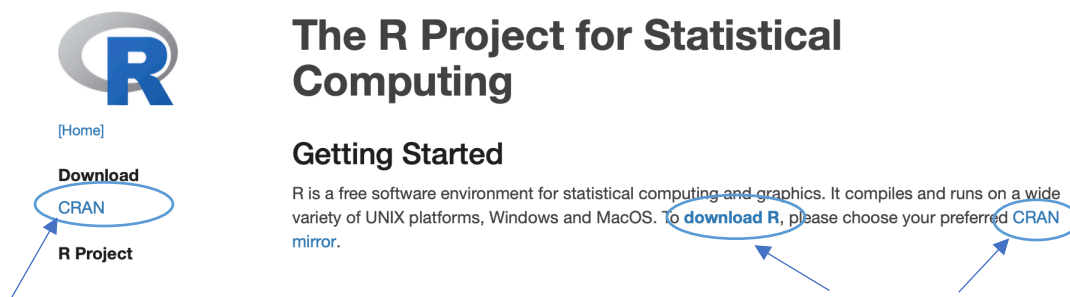 R
The R Project for Statistical
Computing
[Home]
Getting Started
Download
CRAN
R is a free software environment for statistical computing and graphics. It compiles and runs on a wide
variety of UNIX platforms, Windows and MacOS. To download R, please choose your preferred CRAN
mirror.
R Project